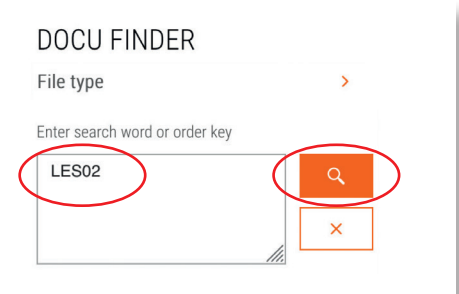 DOCU FINDER
File type
Enter search word or order key
LES02